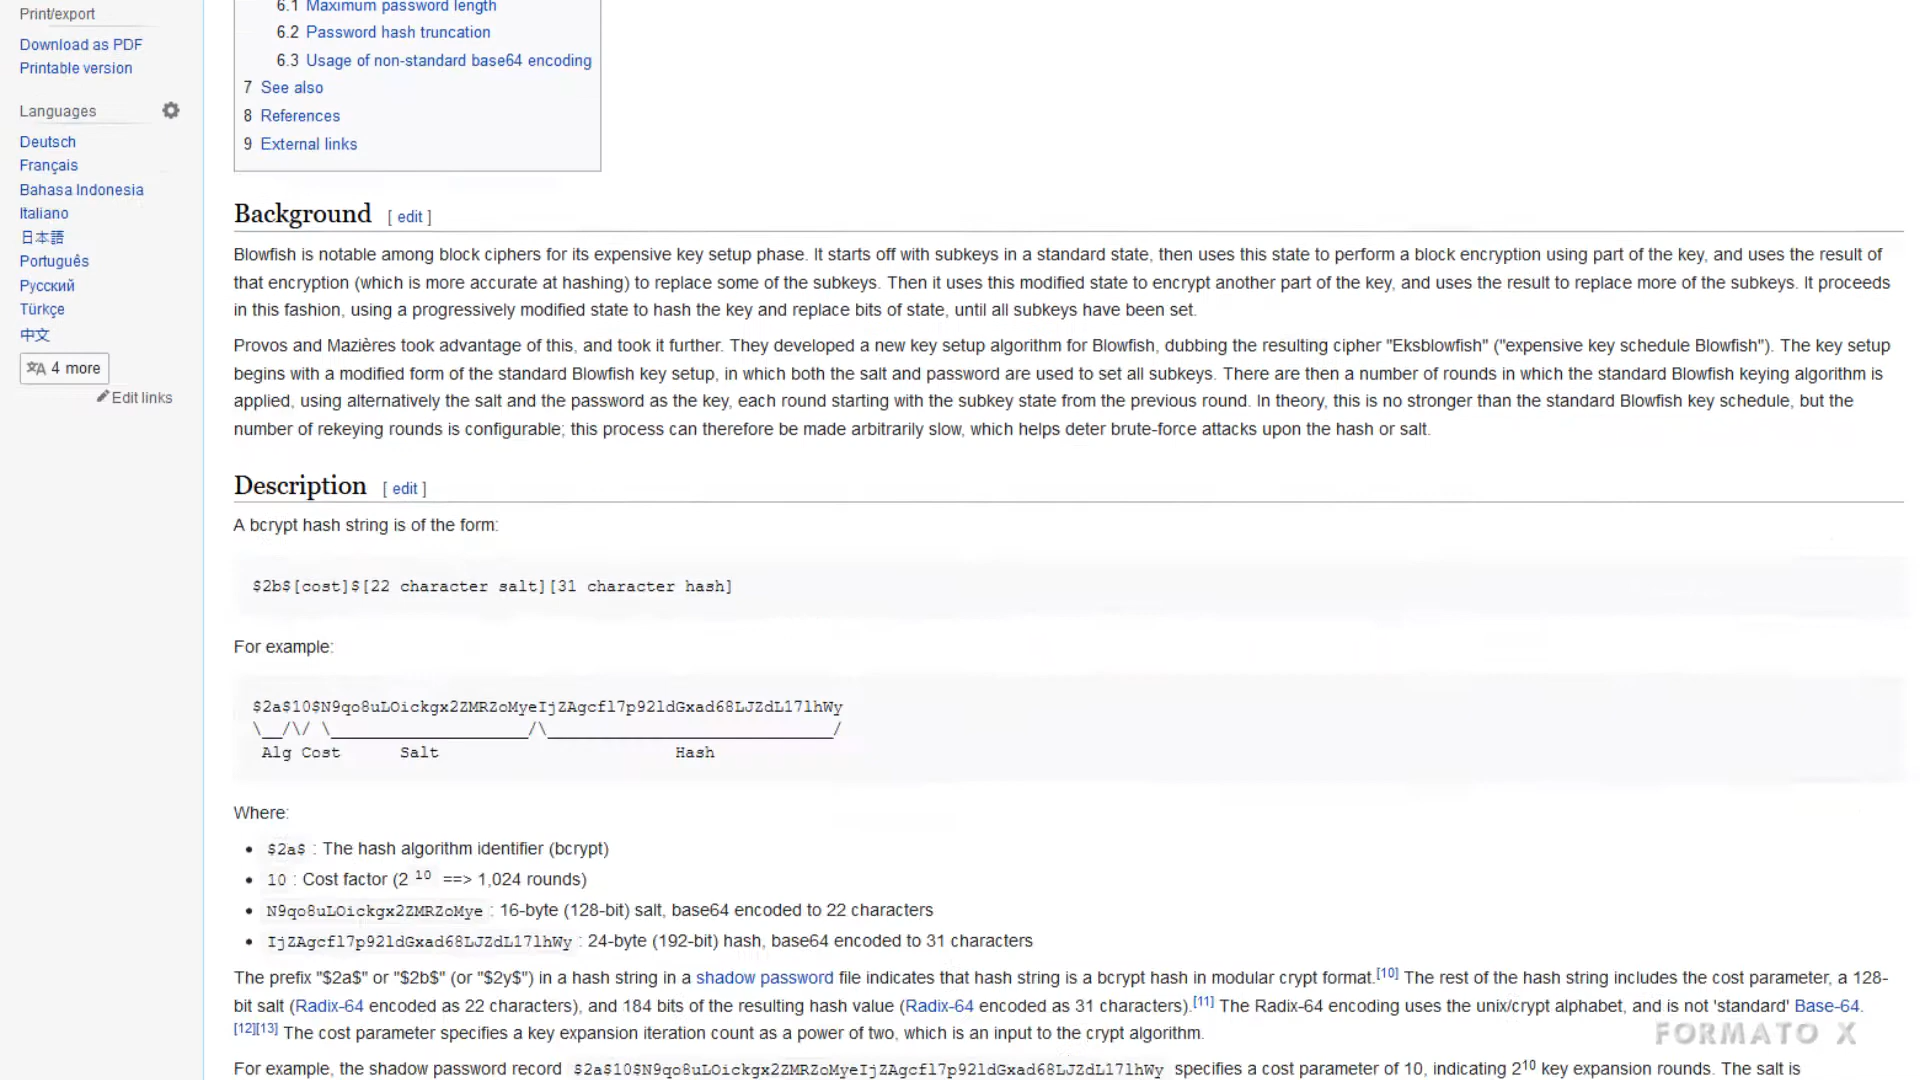 Print/export
Download as PDF
Printable version
Languages
Deutsch
Français
Bahasa Indonesia
Italiano
日本語
Português
Русский
Türkçe
中文
4 more
Edit links
6.1 Maximum password length
6.2 Password hash truncation
6.3 Usage of non-standard base64 encoding
7 See also
8 References
9 External links
Background [ edit ]
Blowfish is notable among block ciphers for its expensive key setup phase. It starts off with subkeys in a standard state, then uses this state to perform a block encryption using part of the key, and uses the result of
that encryption (which is more accurate at hashing) to replace some of the subkeys. Then it uses this modified state to encrypt another part of the key, and uses the result to replace more of the subkeys. It proceeds
in this fashion, using a progressively modified state to hash the key and replace bits of state, until all subkeys have been set.
Provos and Mazières took advantage of this, and took it further. They developed a new key setup algorithm for Blowfish, dubbing the resulting cipher "Eksblowfish" ("expensive key schedule Blowfish"). The key setup
begins with a modified form of the standard Blowfish key setup, in which both the salt and password are used to set all subkeys. There are then a number of rounds in which the standard Blowfish keying algorithm is
applied, using alternatively the salt and the password as the key, each round starting with the subkey state from the previous round. In theory, this is no stronger than the standard Blowfish key schedule, but the
number of rekeying rounds is configurable; this process can therefore be made arbitrarily slow, which helps deter brute-force attacks upon the hash or salt.
Description [ edit ]
A bcrypt hash string is of the form:
$2b$[cost]$[22 character salt][31 character hash]
For example:
$2a$10$N9qo8uLOickgx2ZMRZoMyeIjZAgcfl7p92ldGxad68LJZdL17lhWy
\__/\/ \____________________/\_____________________________/
Alg Cost Salt Hash
Where:
• $2a$ : The hash algorithm identifier (bcrypt)
• 10 : Cost factor (2 10 ==> 1,024 rounds)
• N9qo8uLOickgx2ZMRZoMye : 16-byte (128-bit) salt, base64 encoded to 22 characters
• IjZAgcfl7p92ldGxad68LJZdL17lhWy : 24-byte (192-bit) hash, base64 encoded to 31 characters
The prefix "$2a$" or "$2b$" (or "$2y$") in a hash string in a shadow password file indicates that hash string is a bcrypt hash in modular crypt format.[10] The rest of the hash string includes the cost parameter, a 128-
bit salt (Radix-64 encoded as 22 characters), and 184 bits of the resulting hash value (Radix-64 encoded as 31 characters).[11] The Radix-64 encoding uses the unix/crypt alphabet, and is not 'standard' Base-64.
[12][13] The cost parameter specifies a key expansion iteration count as a power of two, which is an input to the crypt algorithm.
FORMATO X
For example, the shadow password record $2a$10$N9qo8uLOickgx2ZMRZoMyeIjZAgcfl7p92ldGxad68LJZdL17lhWy specifies a cost parameter of 10, indicating 2^10 key expansion rounds. The salt is